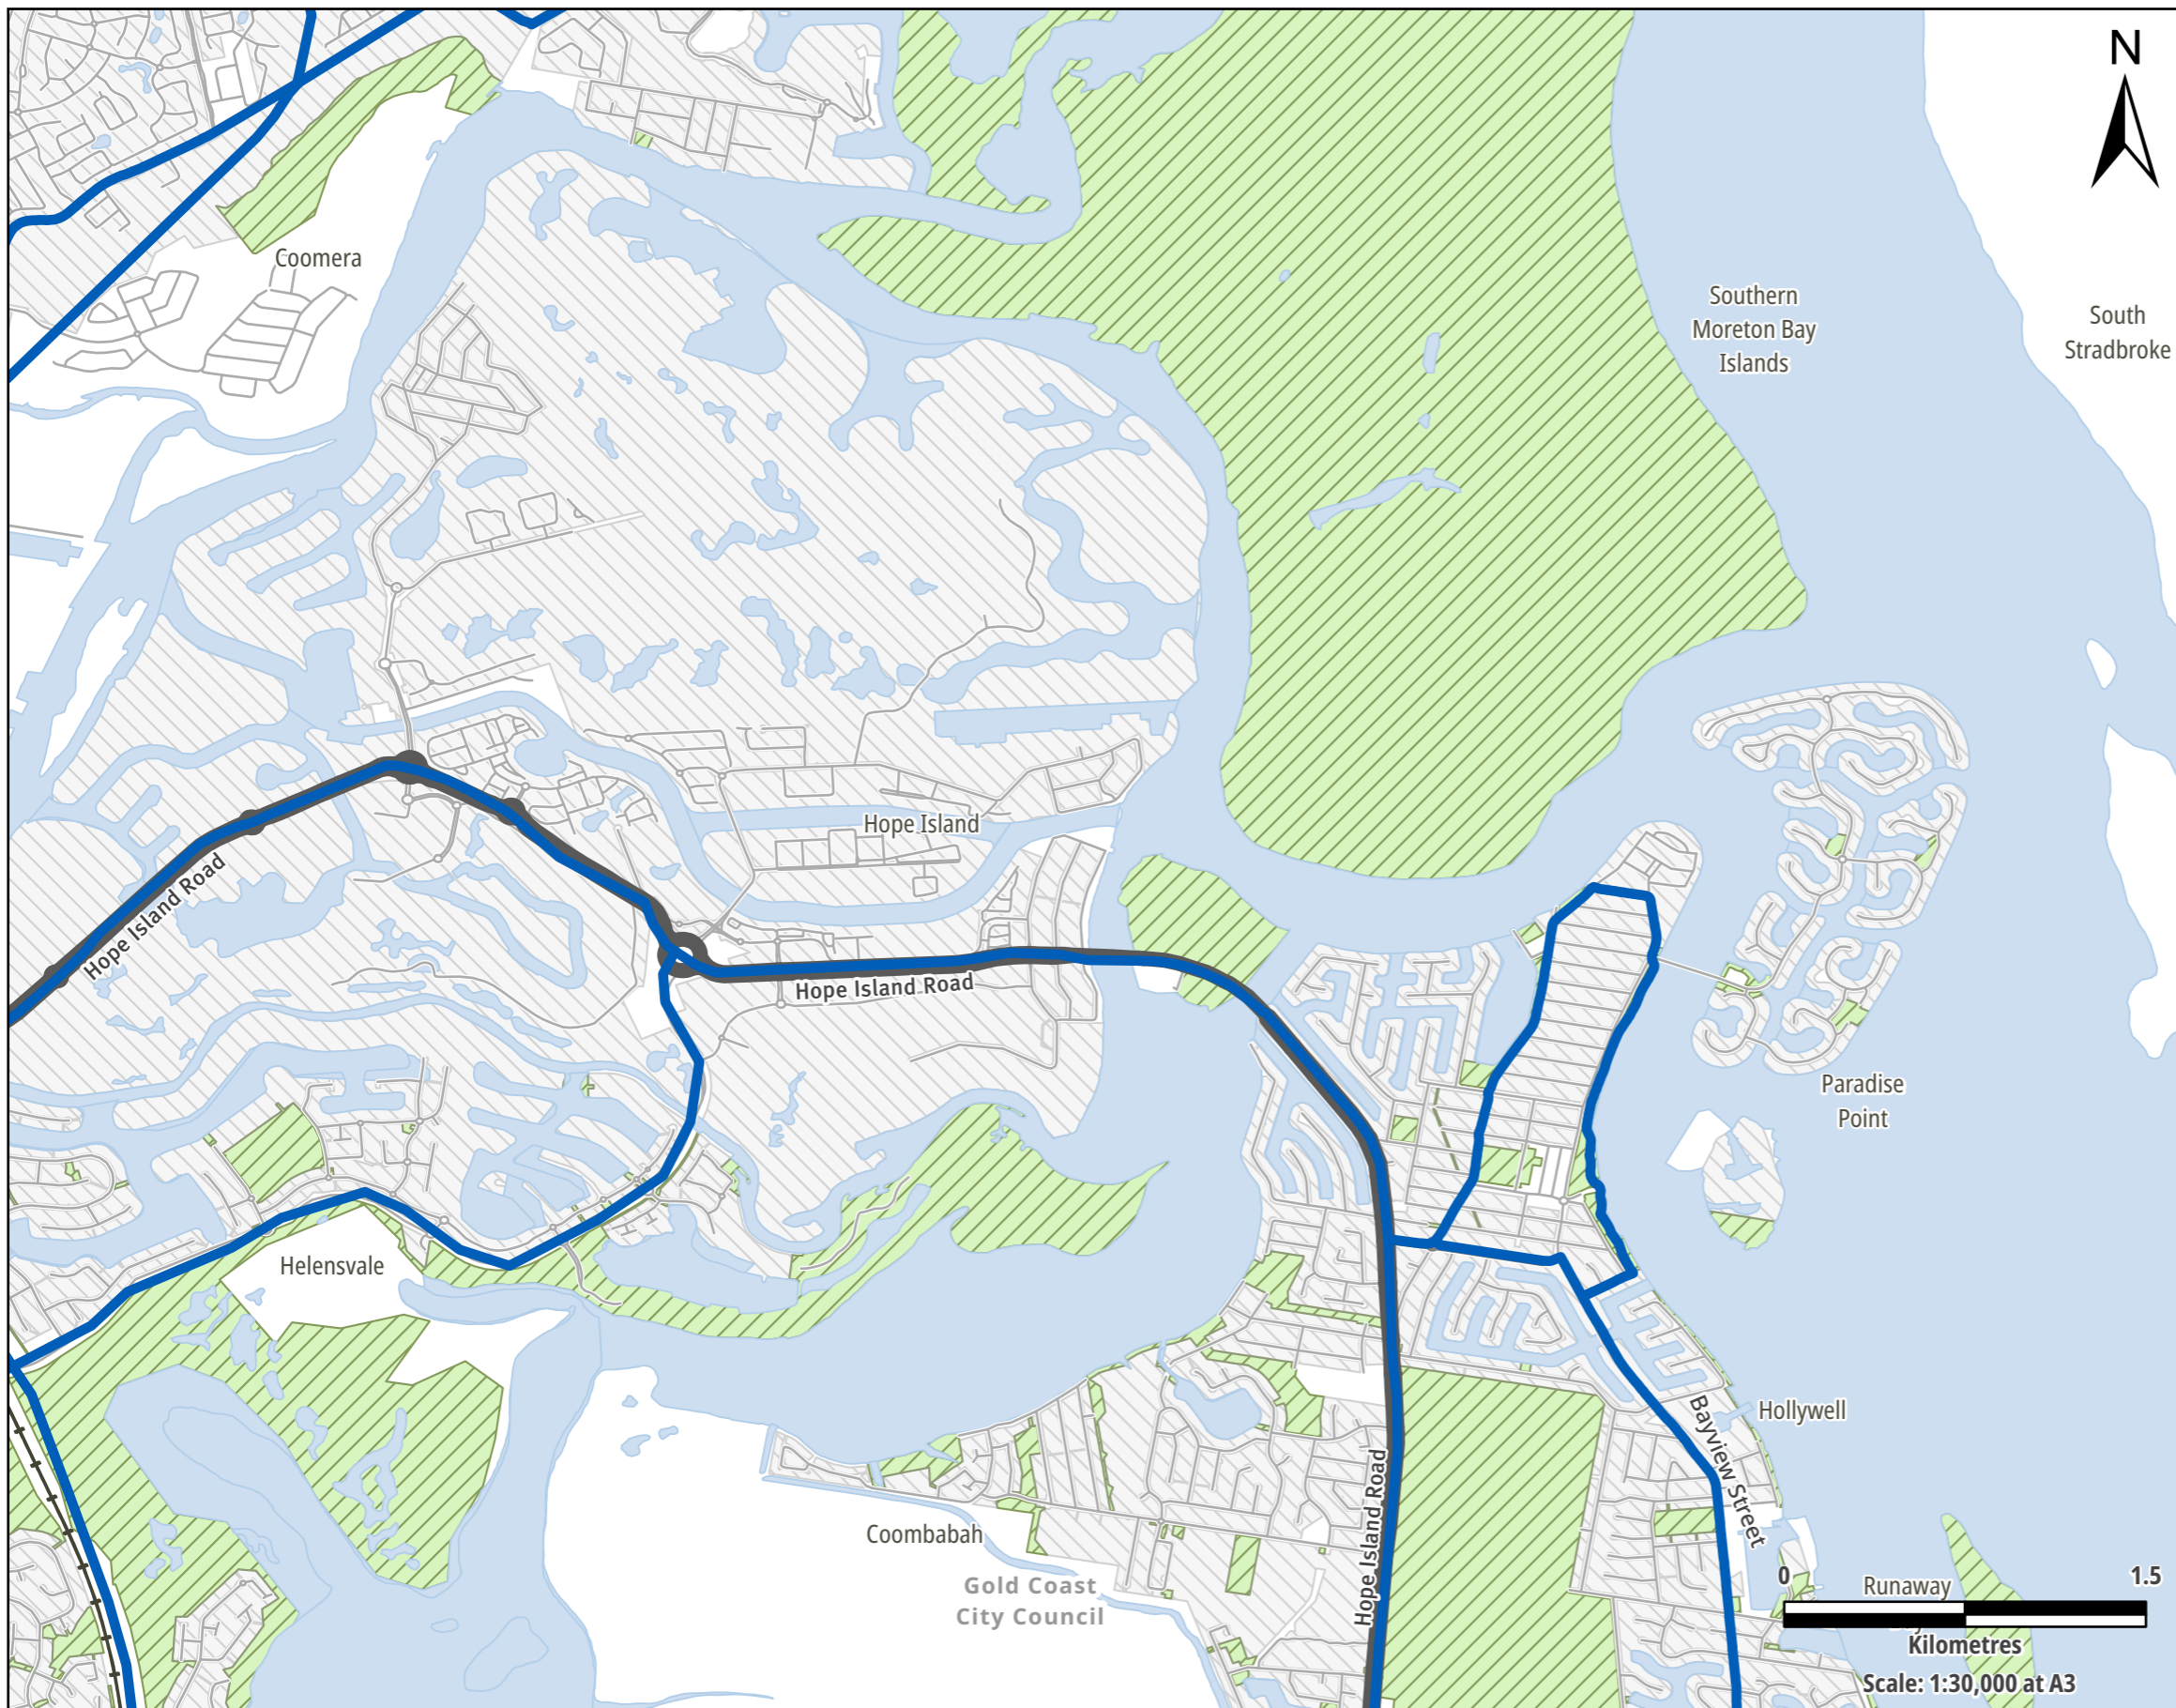 N
Coomera
Southern
Moreton Bay
Islands
South
Stradbroke
Hope Island
Hope Island Road
Hope Island Road
Paradise
Point
Helensvale
Hollywell
Bayview Street
Hope Island Road
Coombabah
Gold Coast
City Council
Runaway
0
1.5
Kilometres
Scale: 1:30,000 at A3